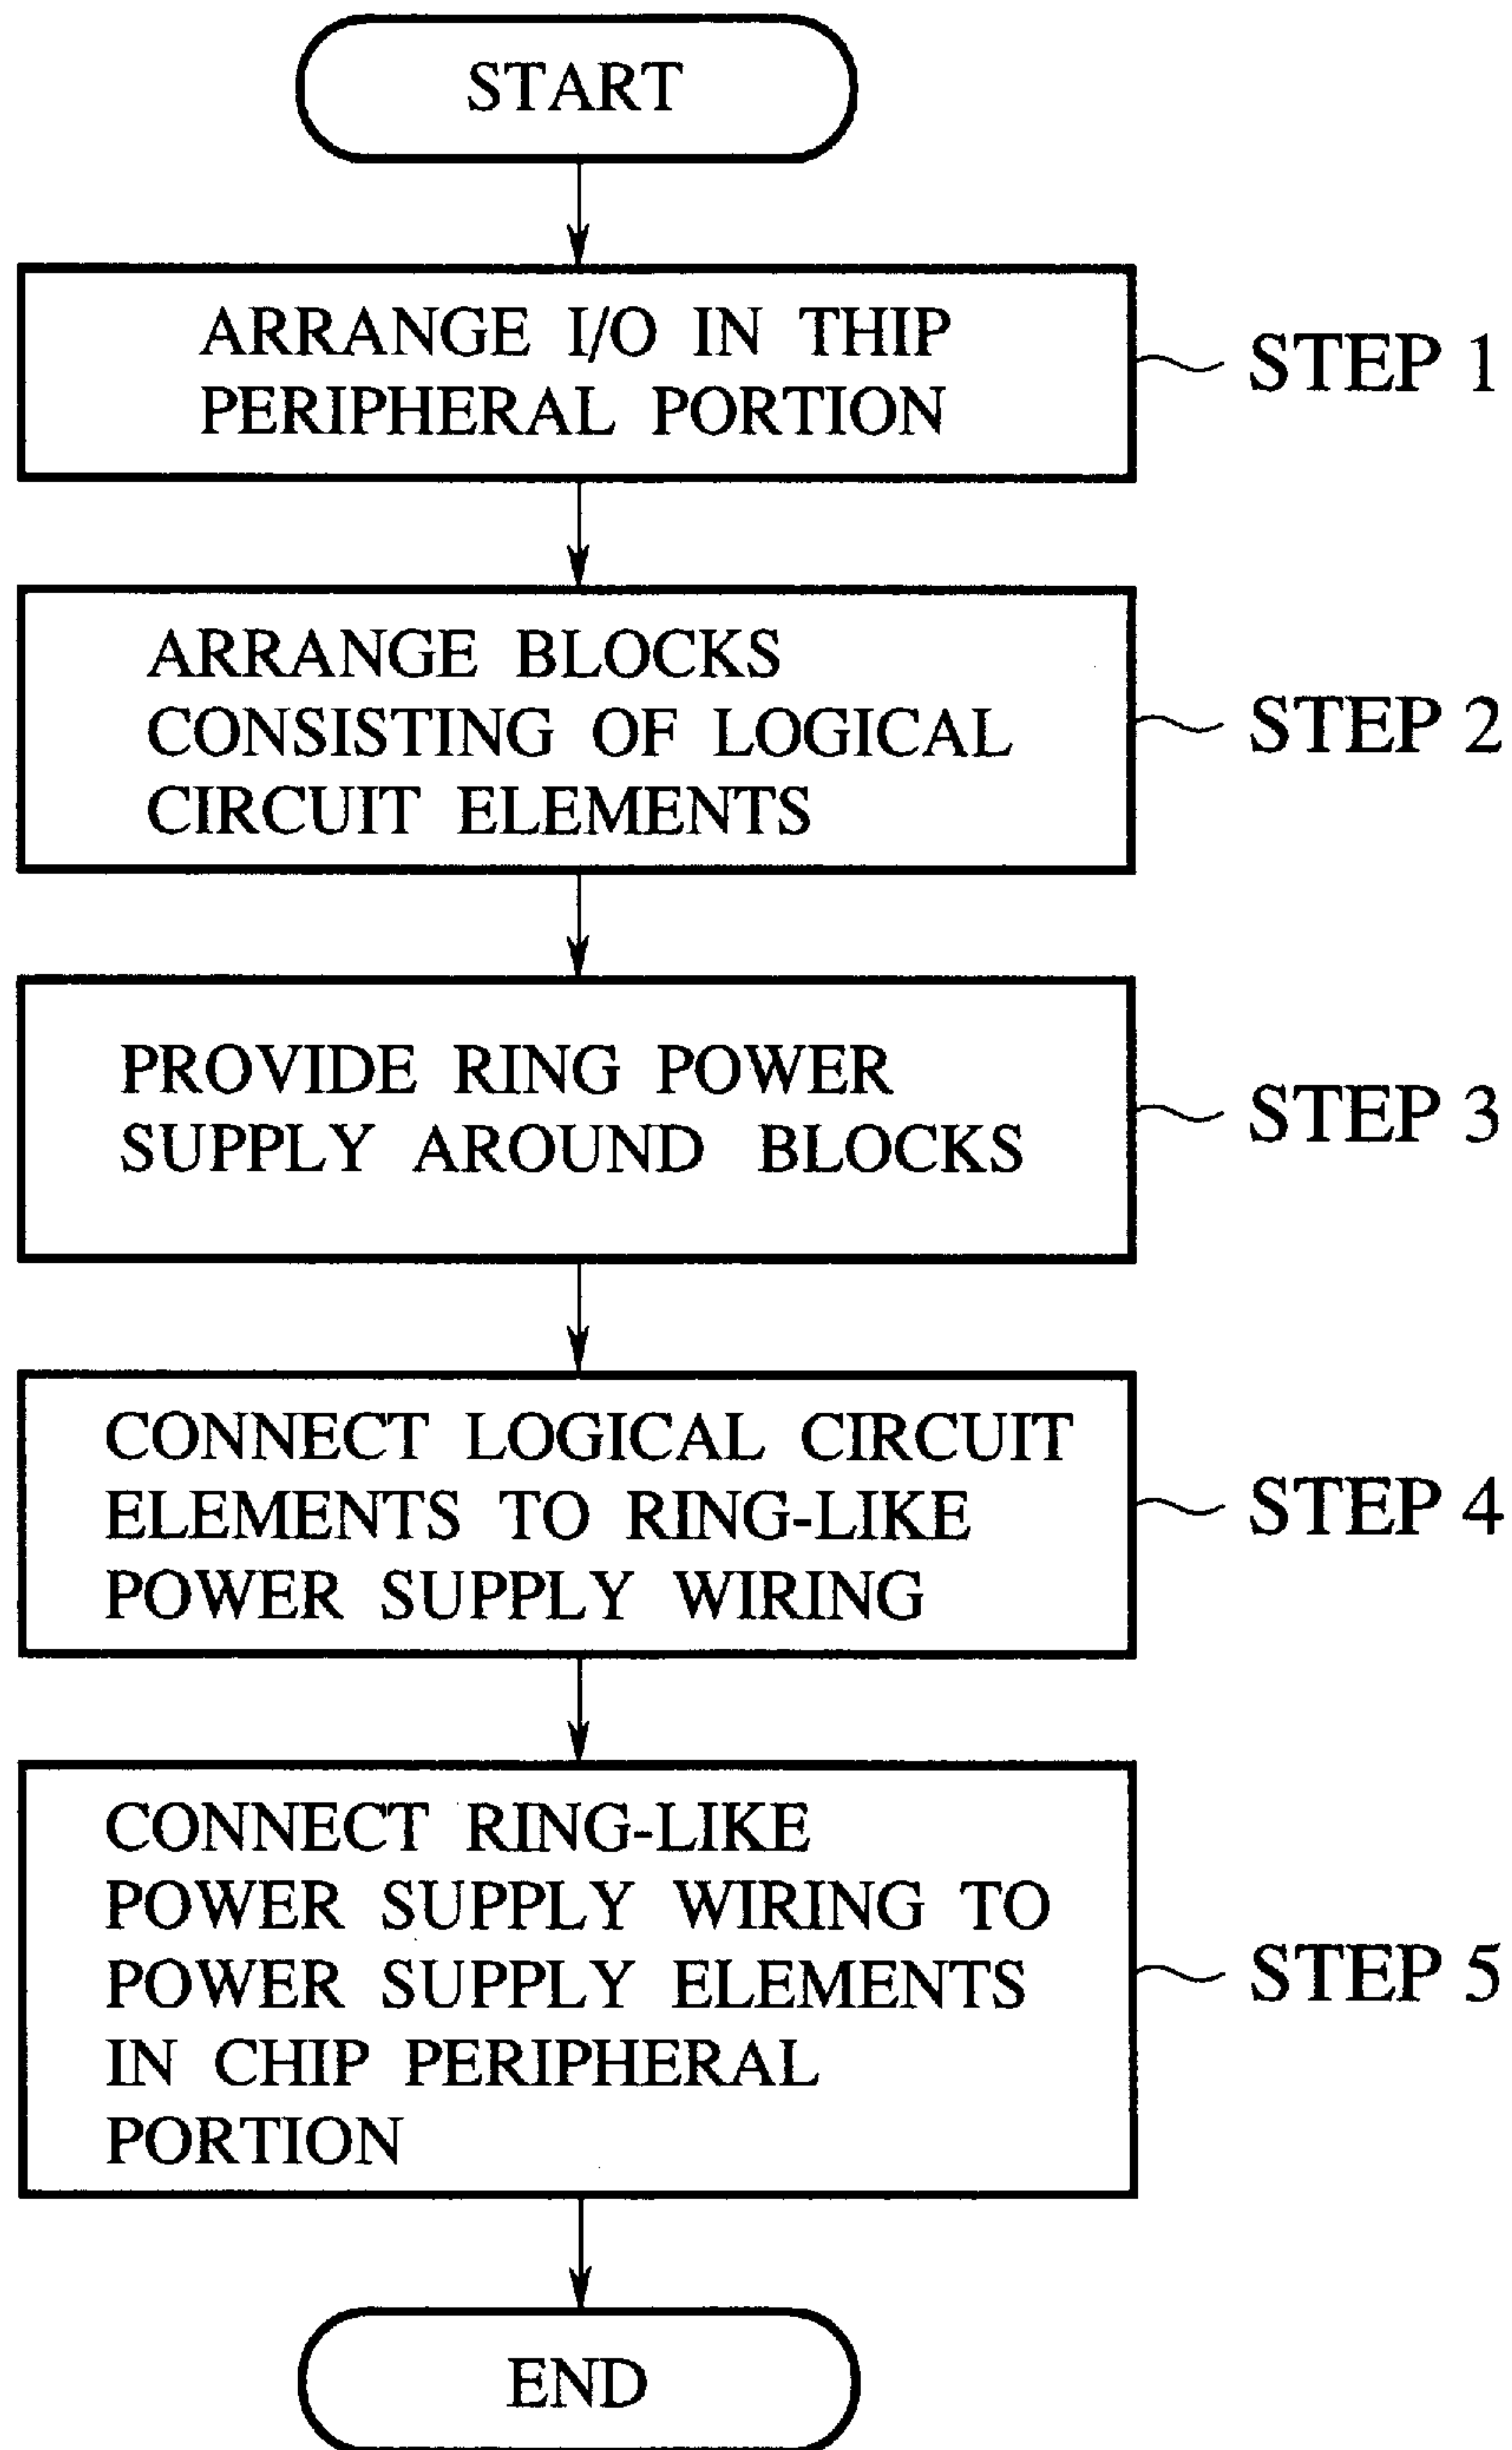 START
ARRANGE I/O IN THIP
PERIPHERAL PORTION
STEP 1
ARRANGE BLOCKS
CONSISTING OF LOGICAL
CIRCUIT ELEMENTS
STEP 2
PROVIDE RING POWER
SUPPLY AROUND BLOCKS
STEP 3
CONNECT LOGICAL CIRCUIT
ELEMENTS TO RING-LIKE
POWER SUPPLY WIRING
STEP 4
CONNECT RING-LIKE
POWER SUPPLY WIRING TO
POWER SUPPLY ELEMENTS
IN CHIP PERIPHERAL
PORTION
STEP 5
END